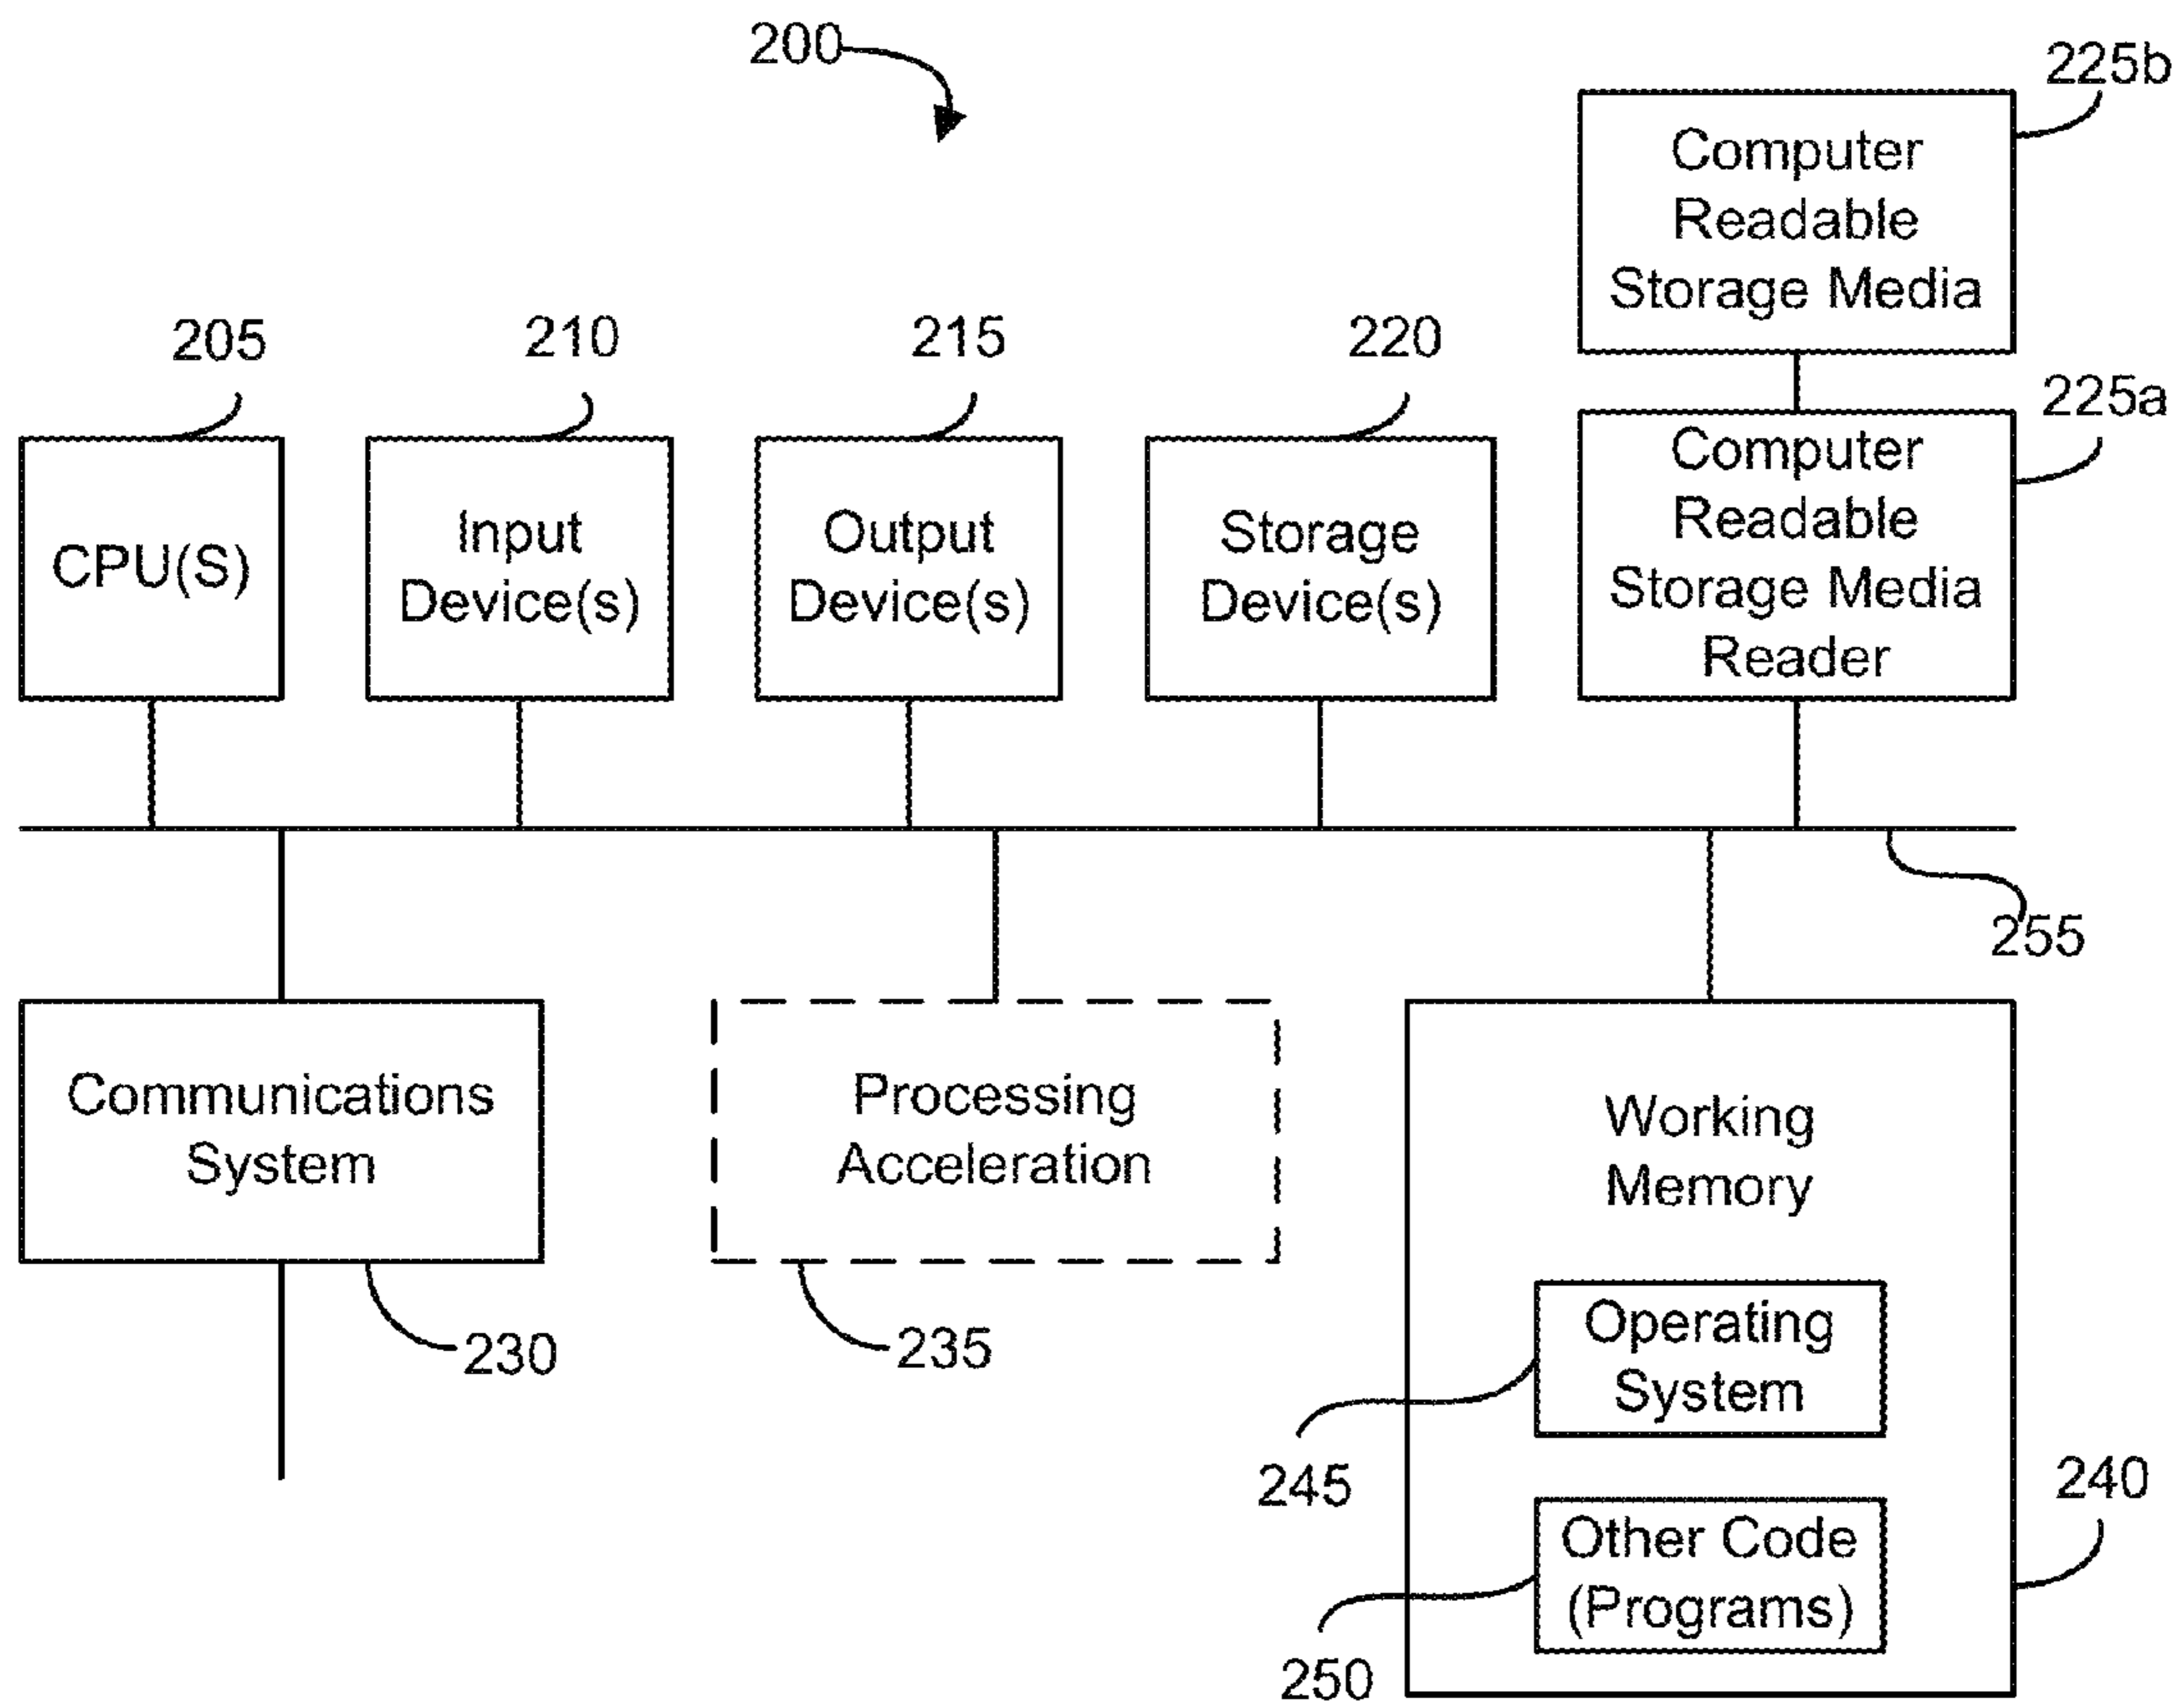 200
225b
Computer
Readable
Storage Media
205
210
215
220
225a
CPU(S)
Input
Device(s)
Output
Device(s)
Storage
Device(s)
Computer
Readable
Storage Media
Reader
255
Communications
System
230
Processing
Acceleration
235
Working
Memory
Operating
System
245
240
Other Code
(Programs)
250